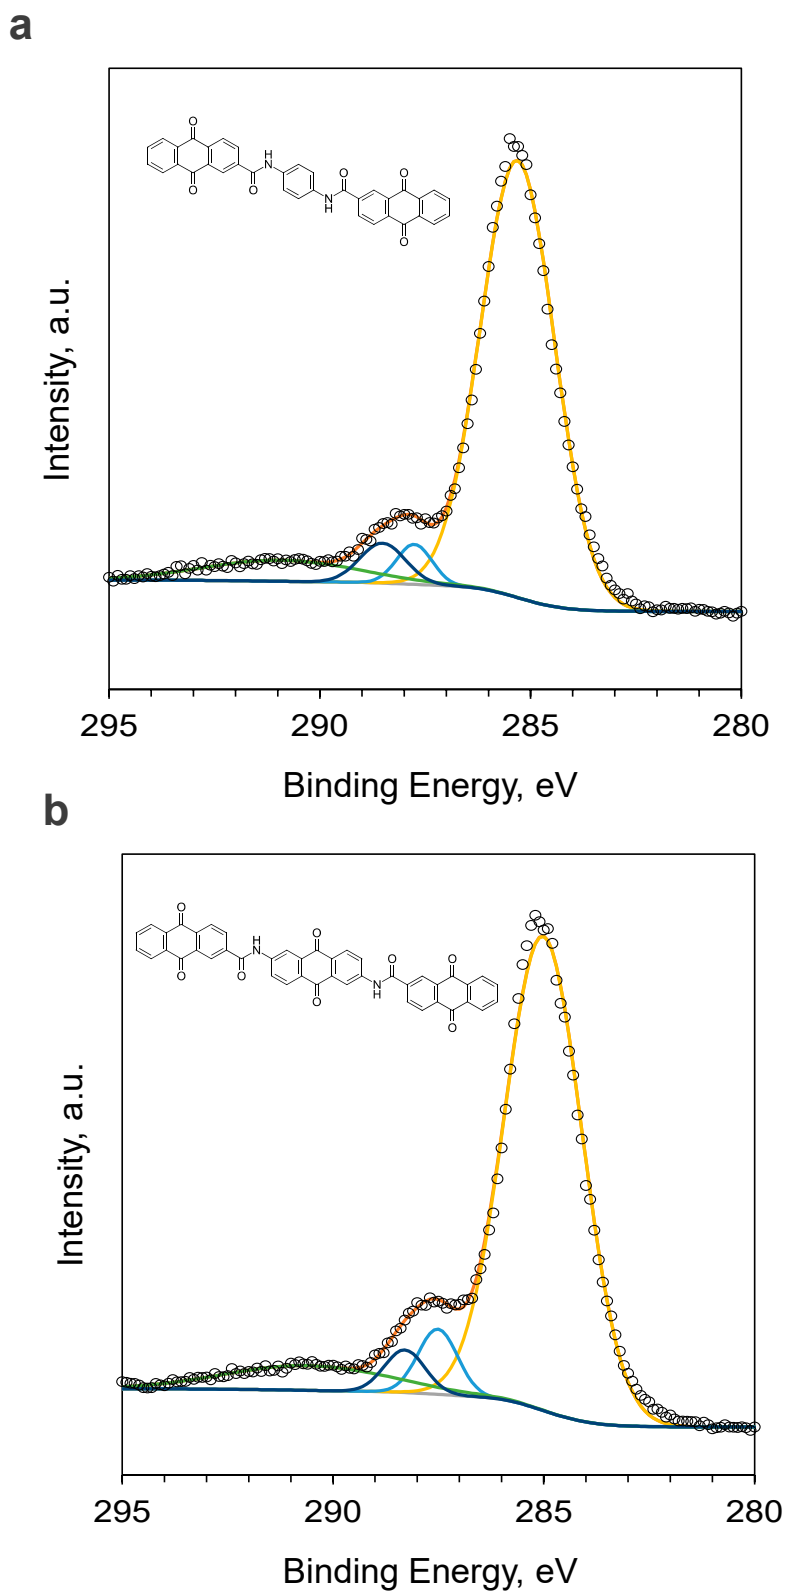 a
O
O
H
N
O
O
N
H
O
O
Intensity, a.u.
295 290 285 280
Binding Energy, eV
b
O
O
H
N
O
O
O
O
N
H
O
O
Intensity, a.u.
295 290 285 280
Binding Energy, eV